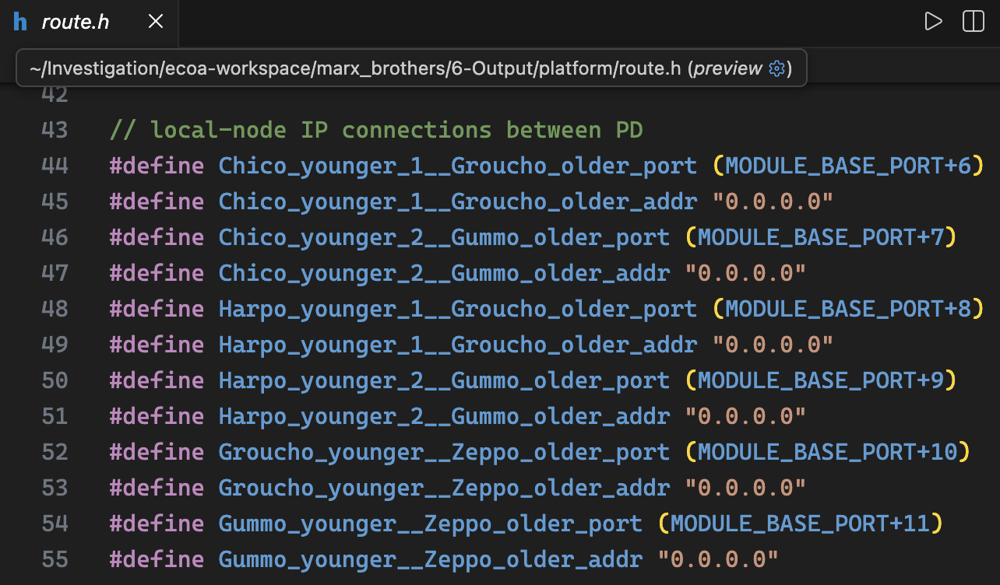 h route.h
~/Investigation/ecoa-workspace/marx_brothers/6-Output/platform/route.h (preview)
42
43 // local-node IP connections between PD
44 #define Chico_younger_1__Groucho_older_port (MODULE_BASE_PORT+6)
45 #define Chico_younger_1__Groucho_older_addr "0.0.0.0"
46 #define Chico_younger_2__Gummo_older_port (MODULE_BASE_PORT+7)
47 #define Chico_younger_2__Gummo_older_addr "0.0.0.0"
48 #define Harpo_younger_1__Groucho_older_port (MODULE_BASE_PORT+8)
49 #define Harpo_younger_1__Groucho_older_addr "0.0.0.0"
50 #define Harpo_younger_2__Gummo_older_port (MODULE_BASE_PORT+9)
51 #define Harpo_younger_2__Gummo_older_addr "0.0.0.0"
52 #define Groucho_younger__Zeppo_older_port (MODULE_BASE_PORT+10)
53 #define Groucho_younger__Zeppo_older_addr "0.0.0.0"
54 #define Gummo_younger__Zeppo_older_port (MODULE_BASE_PORT+11)
55 #define Gummo_younger__Zeppo_older_addr "0.0.0.0"